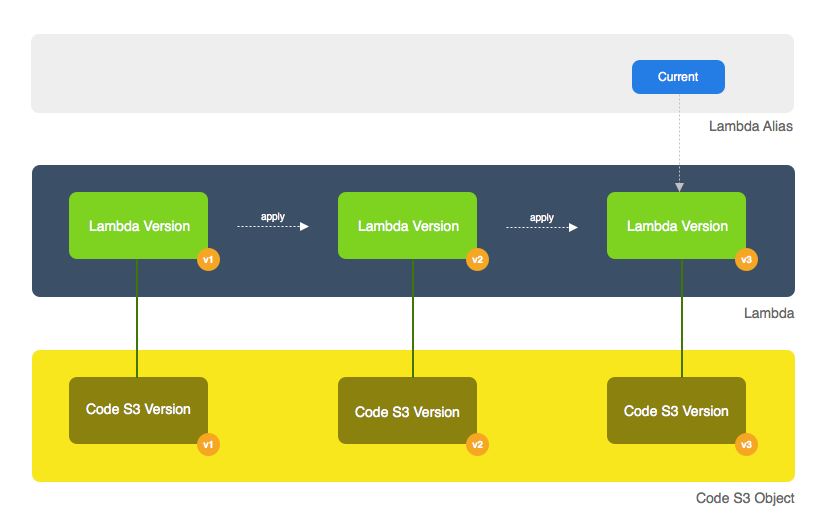 Current
Lambda Alias
apply
apply
Lambda Version
Lambda Version
Lambda Version
v1
v2
v3
Lambda
Code S3 Version
Code S3 Version
Code S3 Version
v1
v2
v3
Code S3 Object